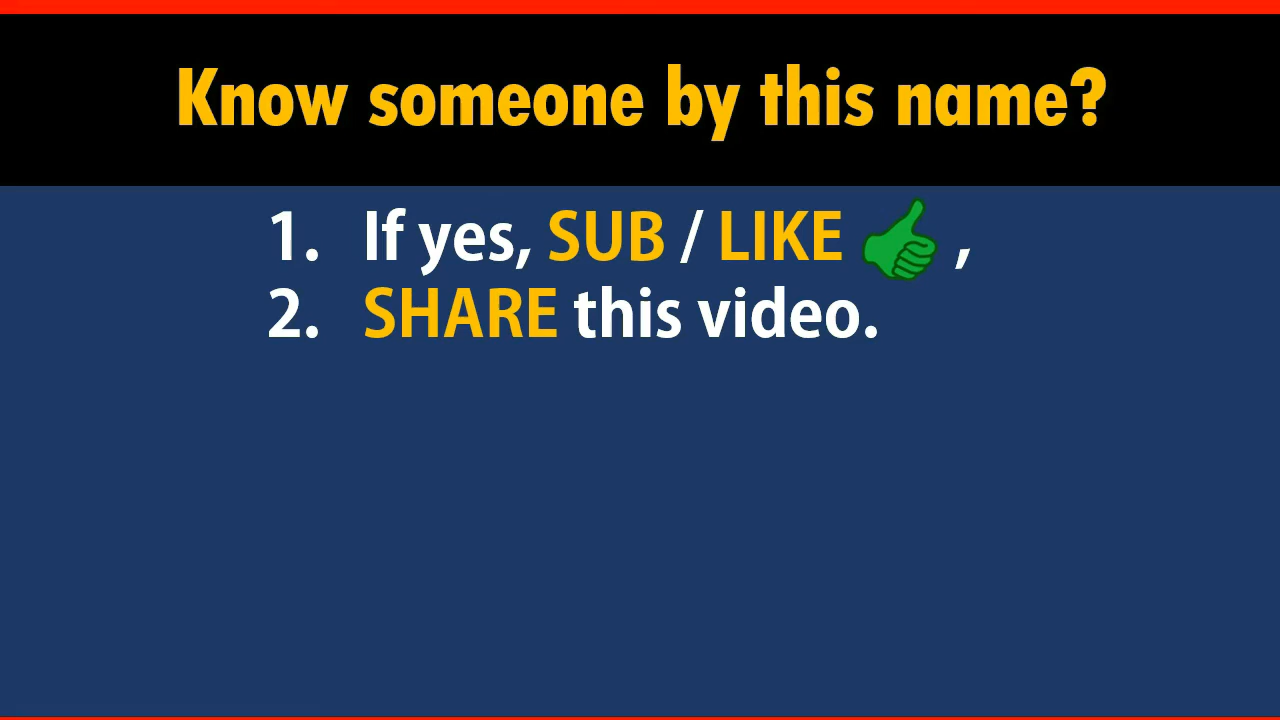 Know someone by this name?
1. If yes, SUB / LIKE ,
2. SHARE this video.